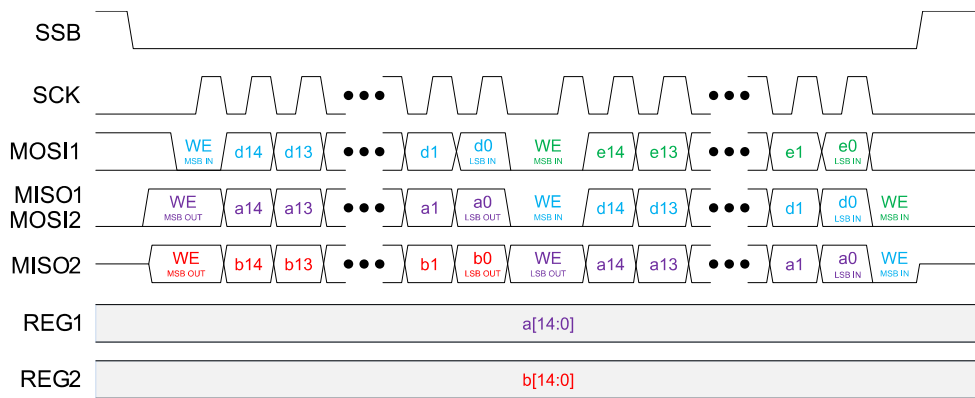 SSB
SCK
MOSI1 WE d14 d13 d1 d0 WE e14 e13 e1 e0
MSB IN LSB IN MSB IN LSB IN
MISO1
MOSI2 WE a14 a13 a1 a0 WE d14 d13 d1 d0 WE
MSB OUT LSB OUT MSB IN LSB IN MSB IN
MISO2 WE b14 b13 b1 b0 WE a14 a13 a1 a0 WE
MSB OUT LSB OUT LSB OUT LSB IN MSB IN
REG1 a[14:0]
REG2 b[14:0]